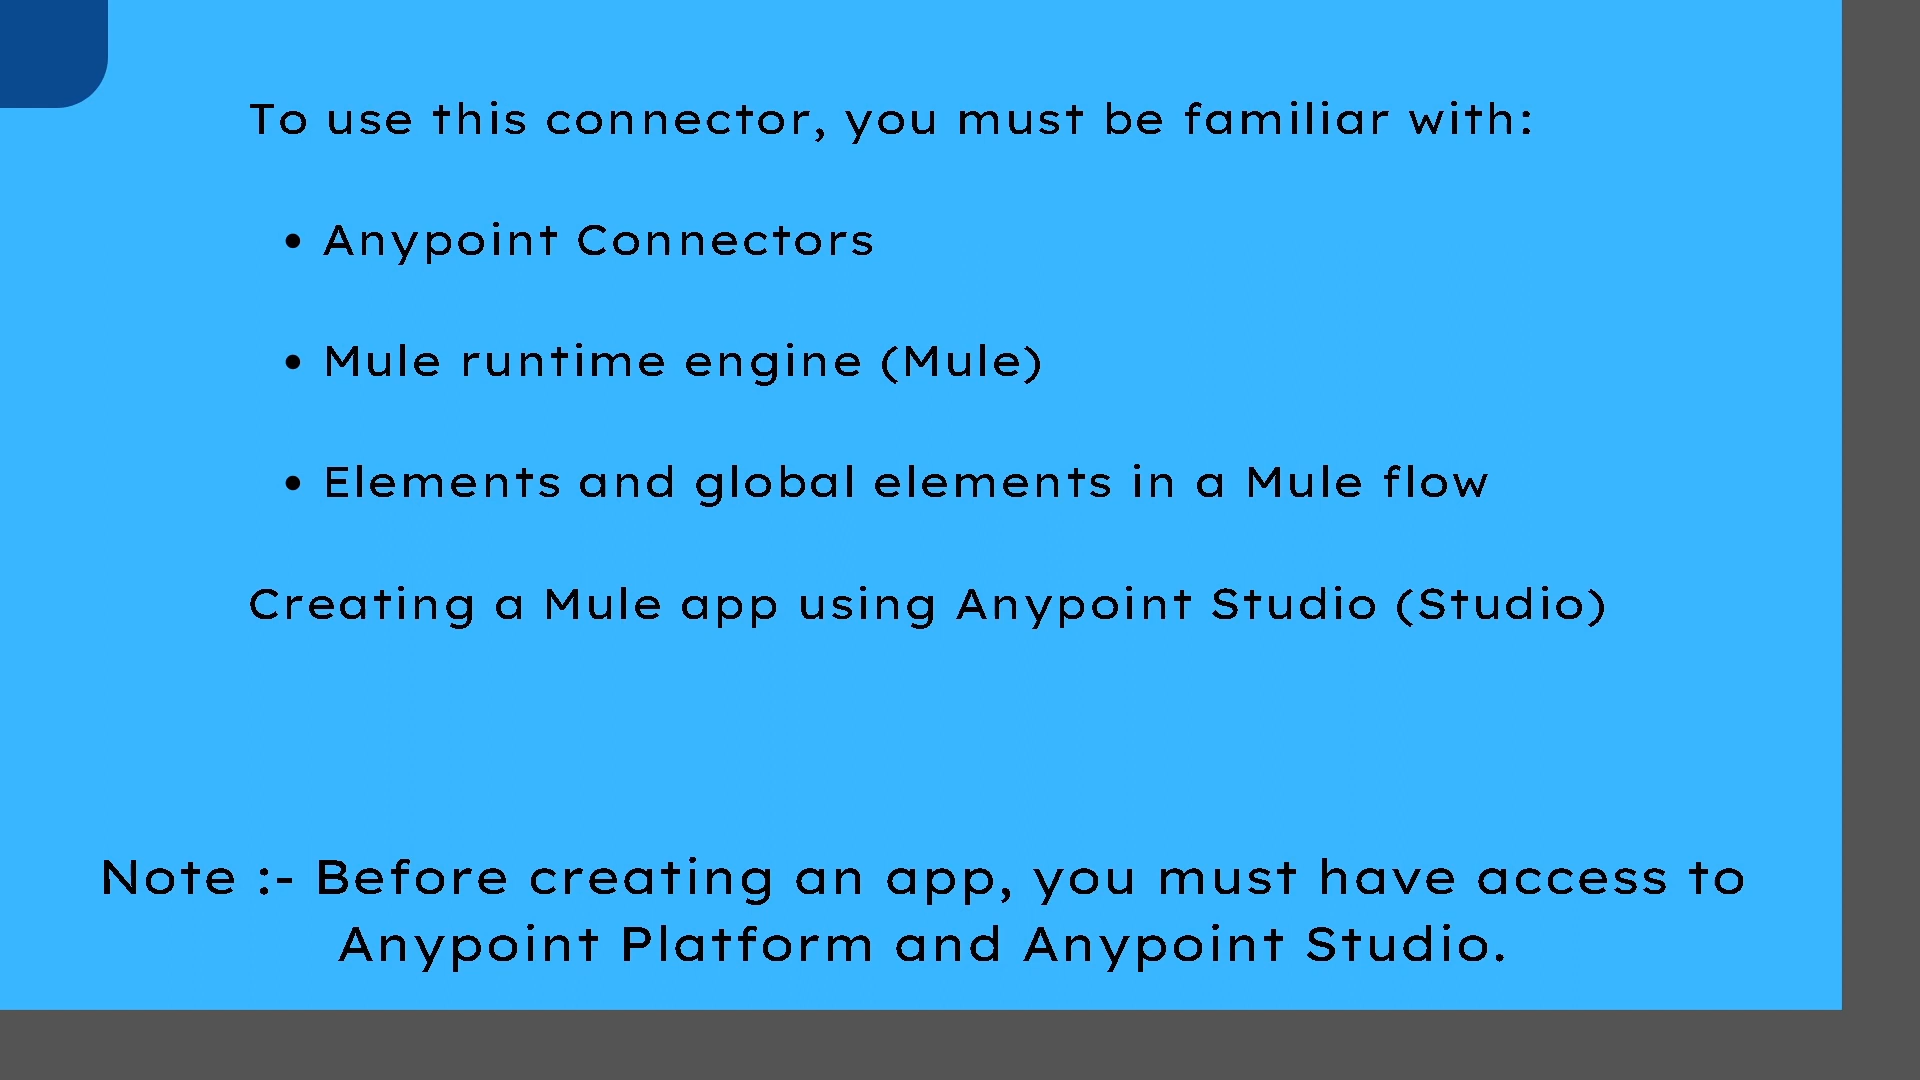 To use this connector, you must be familiar with:
• Anypoint Connectors
• Mule runtime engine (Mule)
• Elements and global elements in a Mule flow
Creating a Mule app using Anypoint Studio (Studio)
Note :- Before creating an app, you must have access to
Anypoint Platform and Anypoint Studio.